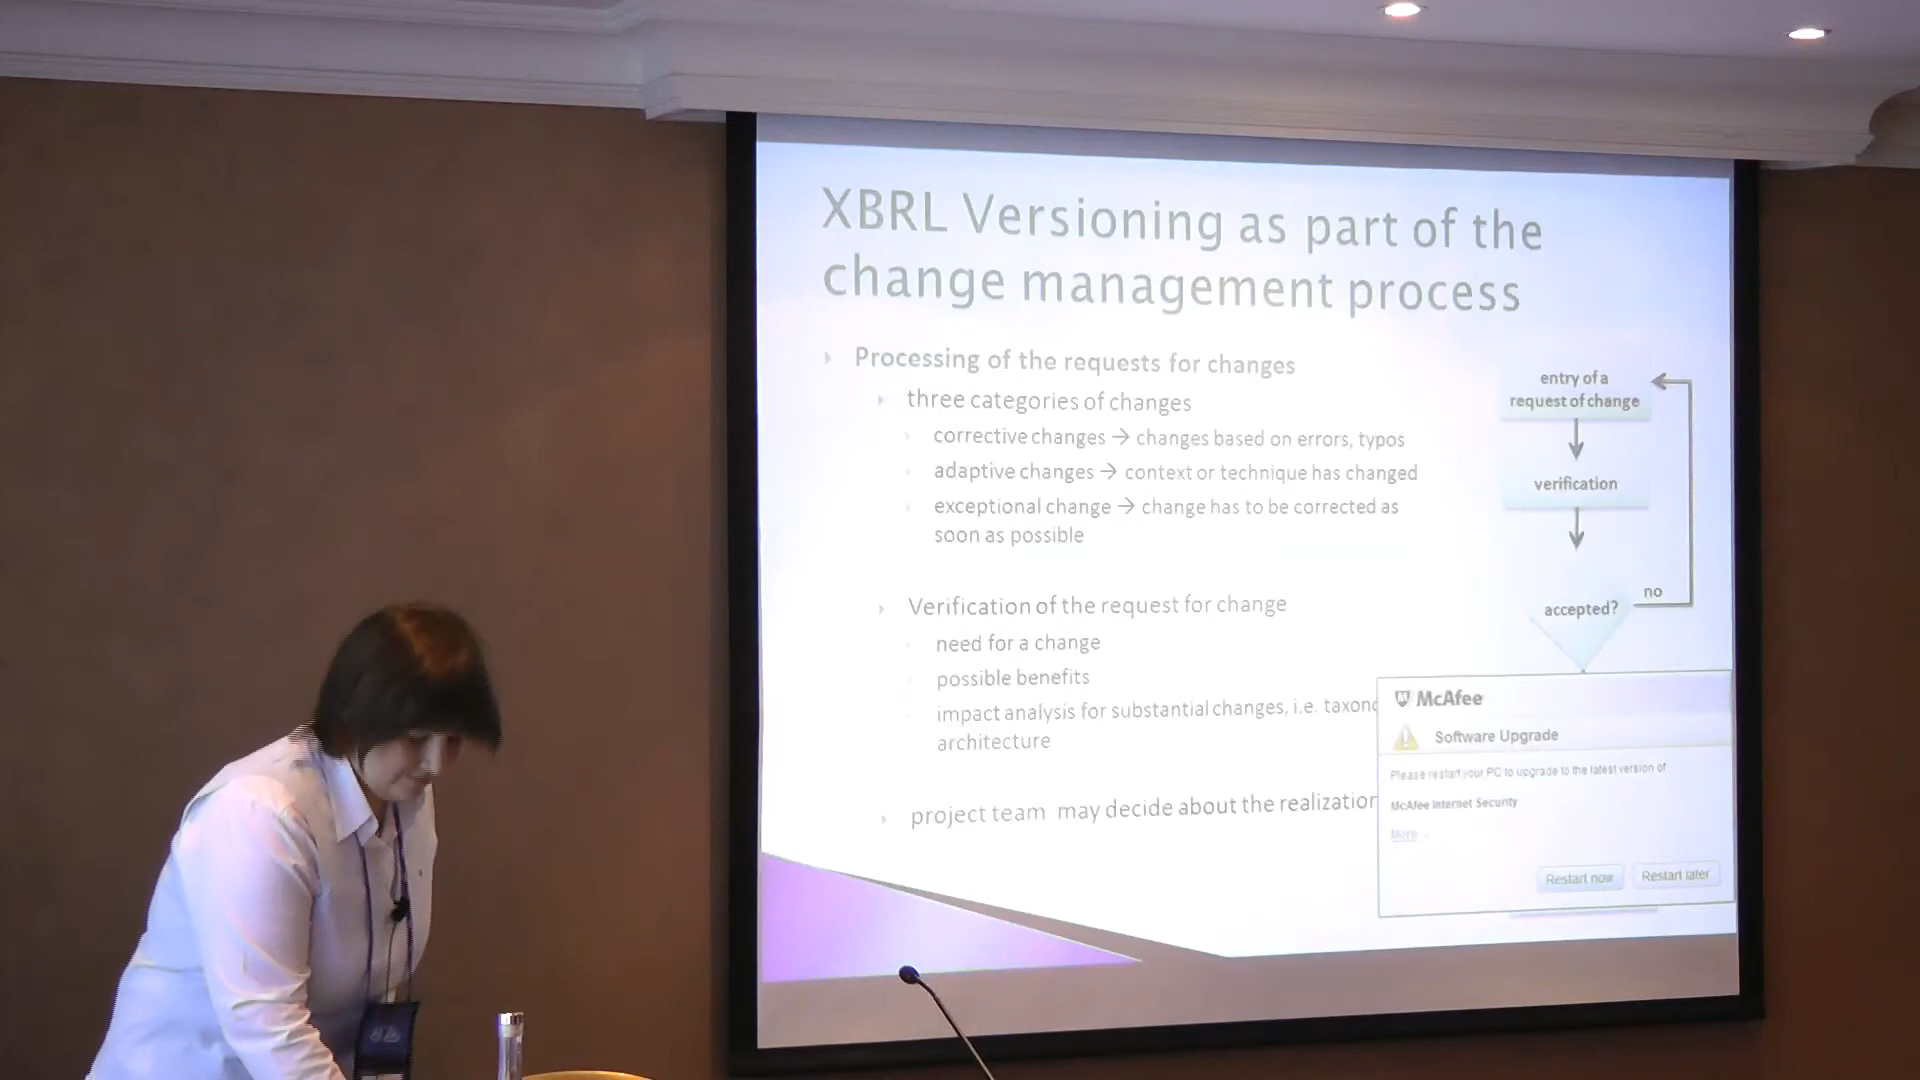 XBRL Versioning as part of the
change management process
Processing of the requests for changes
three categories of changes
corrective changes → changes based on errors, typos
adaptive changes → context or technique has changed
exceptional change → change has to be corrected as
soon as possible
Verification of the request for change
need for a change
possible benefits
impact analysis for substantial changes, i.e. taxono
architecture
project team may decide about the realization
entry of a
request of change
verification
accepted?
no
McAfee
Software Upgrade
Please restart your PC to upgrade to the latest version of
McAfee Internet Security
More
Restart now
Restart later